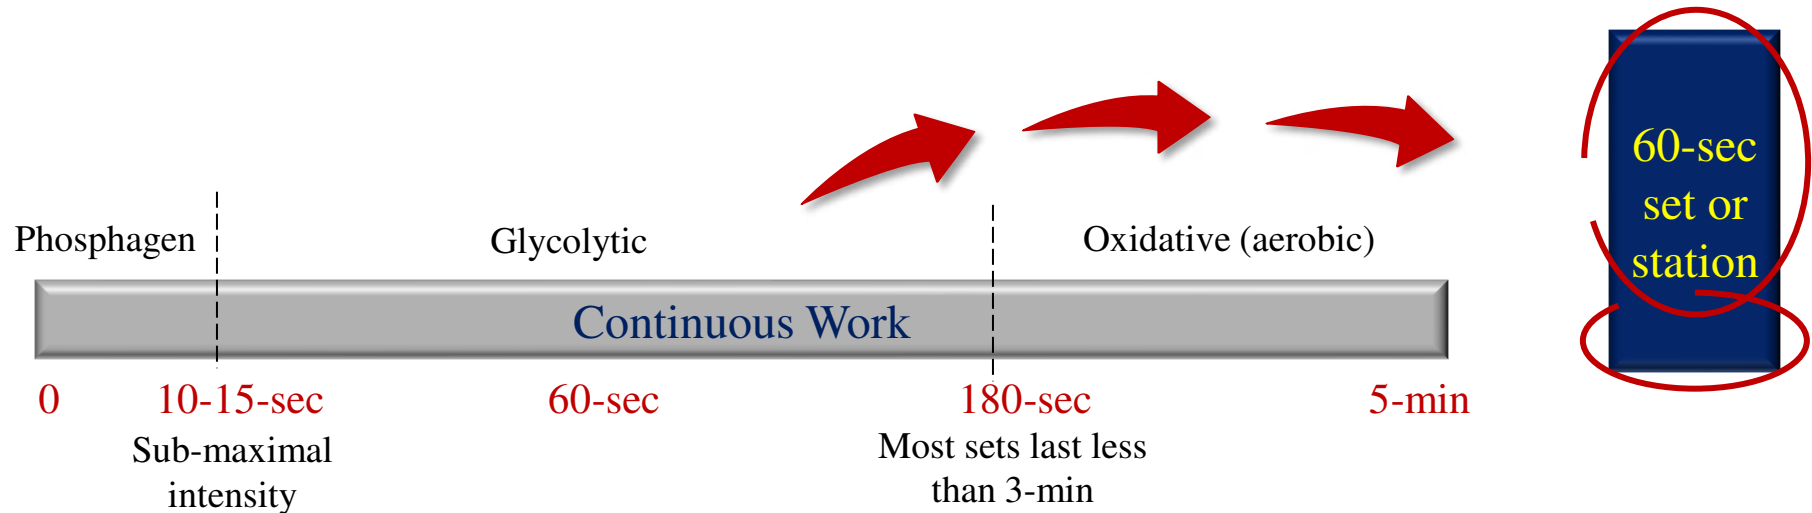 Phosphagen
Glycolytic
Oxidative (aerobic)
Continuous Work
0
10-15-sec
60-sec
180-sec
5-min
Sub-maximal
intensity
Most sets last less
than 3-min
60-sec
set or
station